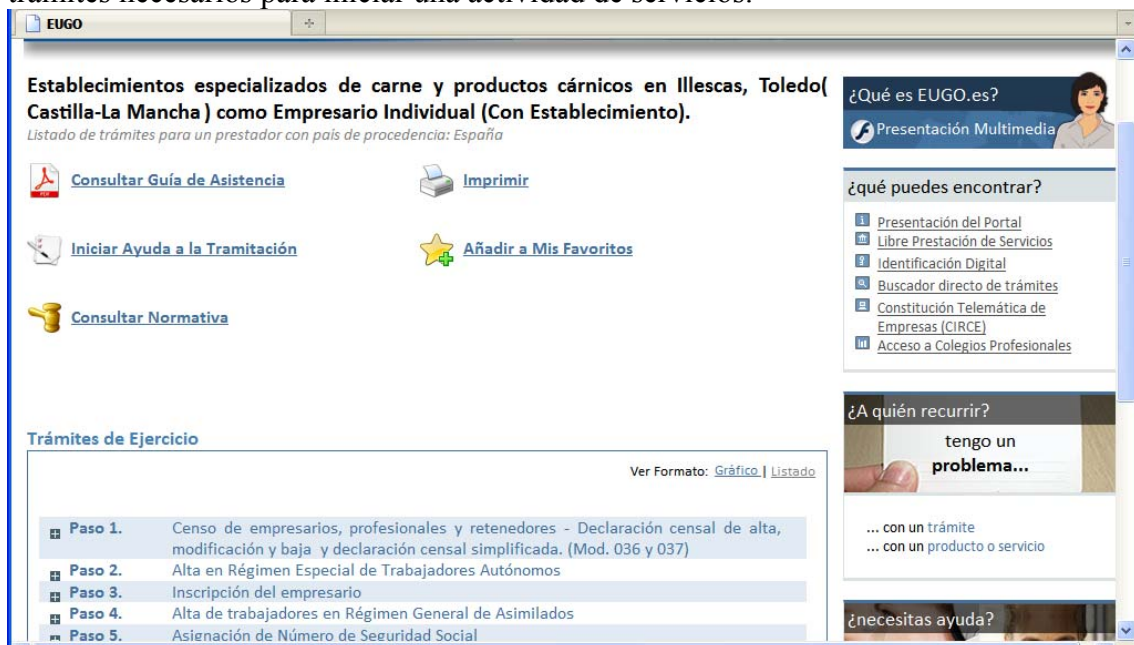 trámites necesarios para iniciar una actividad de servicios.
EUGO
Establecimientos especializados de carne y productos cárnicos en Illescas, Toledo(
Castilla-La Mancha ) como Empresario Individual (Con Establecimiento).
Listado de trámites para un prestador con país de procedencia: España
Consultar Guía de Asistencia
Imprimir
Iniciar Ayuda a la Tramitación
Añadir a Mis Favoritos
Consultar Normativa
Trámites de Ejercicio
Ver Formato: Gráfico | Listado
Paso 1. Censo de empresarios, profesionales y retenedores - Declaración censal de alta,
modificación y baja y declaración censal simplificada. (Mod. 036 y 037)
Paso 2. Alta en Régimen Especial de Trabajadores Autónomos
Paso 3. Inscripción del empresario
Paso 4. Alta de trabajadores en Régimen General de Asimilados
Paso 5. Asignación de Número de Seguridad Social
¿Qué es EUGO.es?
Presentación Multimedia
¿qué puedes encontrar?
Presentación del Portal
Libre Prestación de Servicios
Identificación Digital
Buscador directo de trámites
Constitución Telemática de
Empresas (CIRCE)
Acceso a Colegios Profesionales
¿A quién recurrir?
tengo un
problema...
... con un trámite
... con un producto o servicio
¿necesitas ayuda?